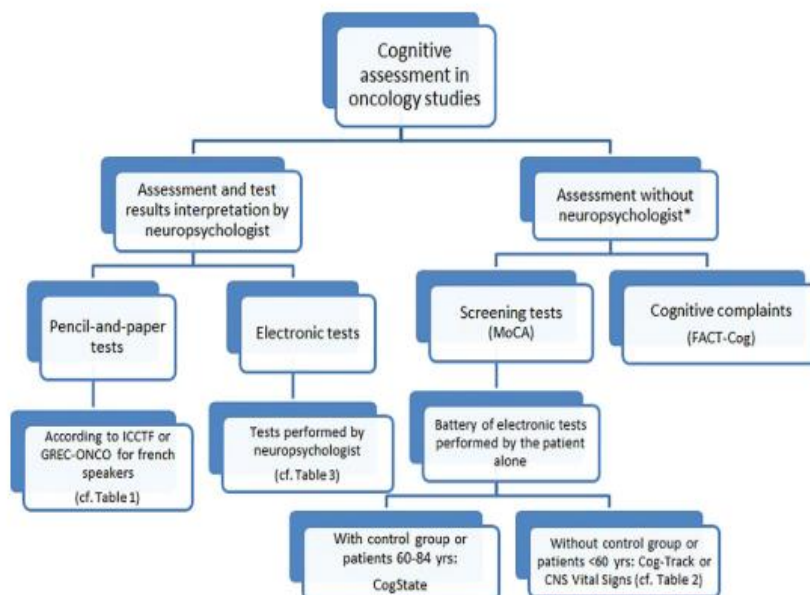 Cognitive
assessment in
oncology studies
Assessment and test
results interpretation by
neuropsychologist
Assessment without
neuropsychologist*
Pencil-and-paper
tests
Electronic tests
Screening tests
(MoCA)
Cognitive complaints
(FACT-Cog)
According to ICCTF or
GREC-ONCO for french
speakers
(cf. Table 1)
Tests performed by
neuropsychologist
(cf. Table 3)
Battery of electronic tests
performed by the patient
alone
With control group or
patients 60-84 yrs:
CogState
Without control group or
patients <60 yrs: Cog-Track or
CNS Vital Signs (cf. Table 2)